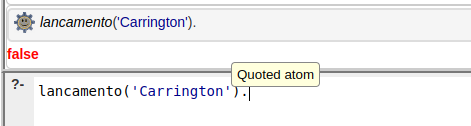 lancamento('Carrington').
false
Quoted atom
?- lancamento('Carrington').